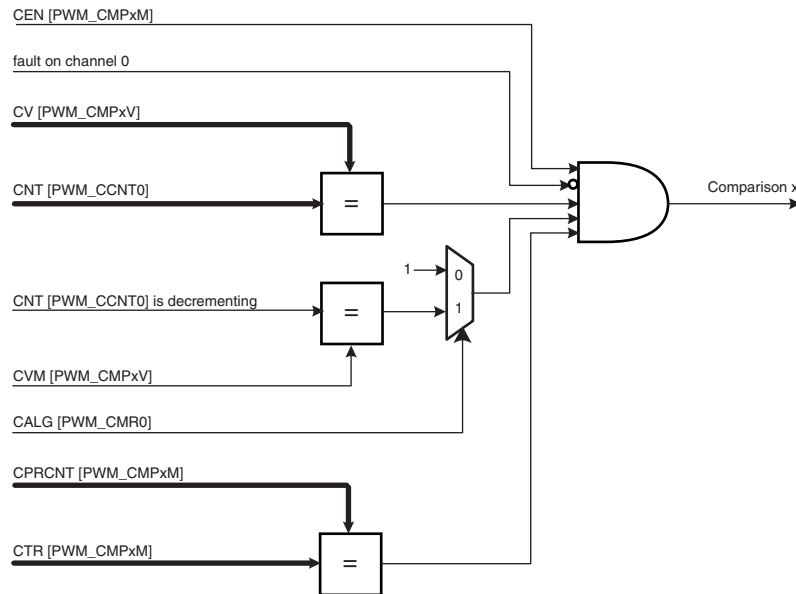 CEN [PWM_CMPxM]
fault on channel 0
CV [PWM_CMPxV]
CNT [PWM_CCNT0]
=
Comparison x
1
0
CNT [PWM_CCNT0] is decrementing
=
1
CVM [PWM_CMPxV]
CALG [PWM_CMR0]
CPRCNT [PWM_CMPxM]
CTR [PWM_CMPxM]
=